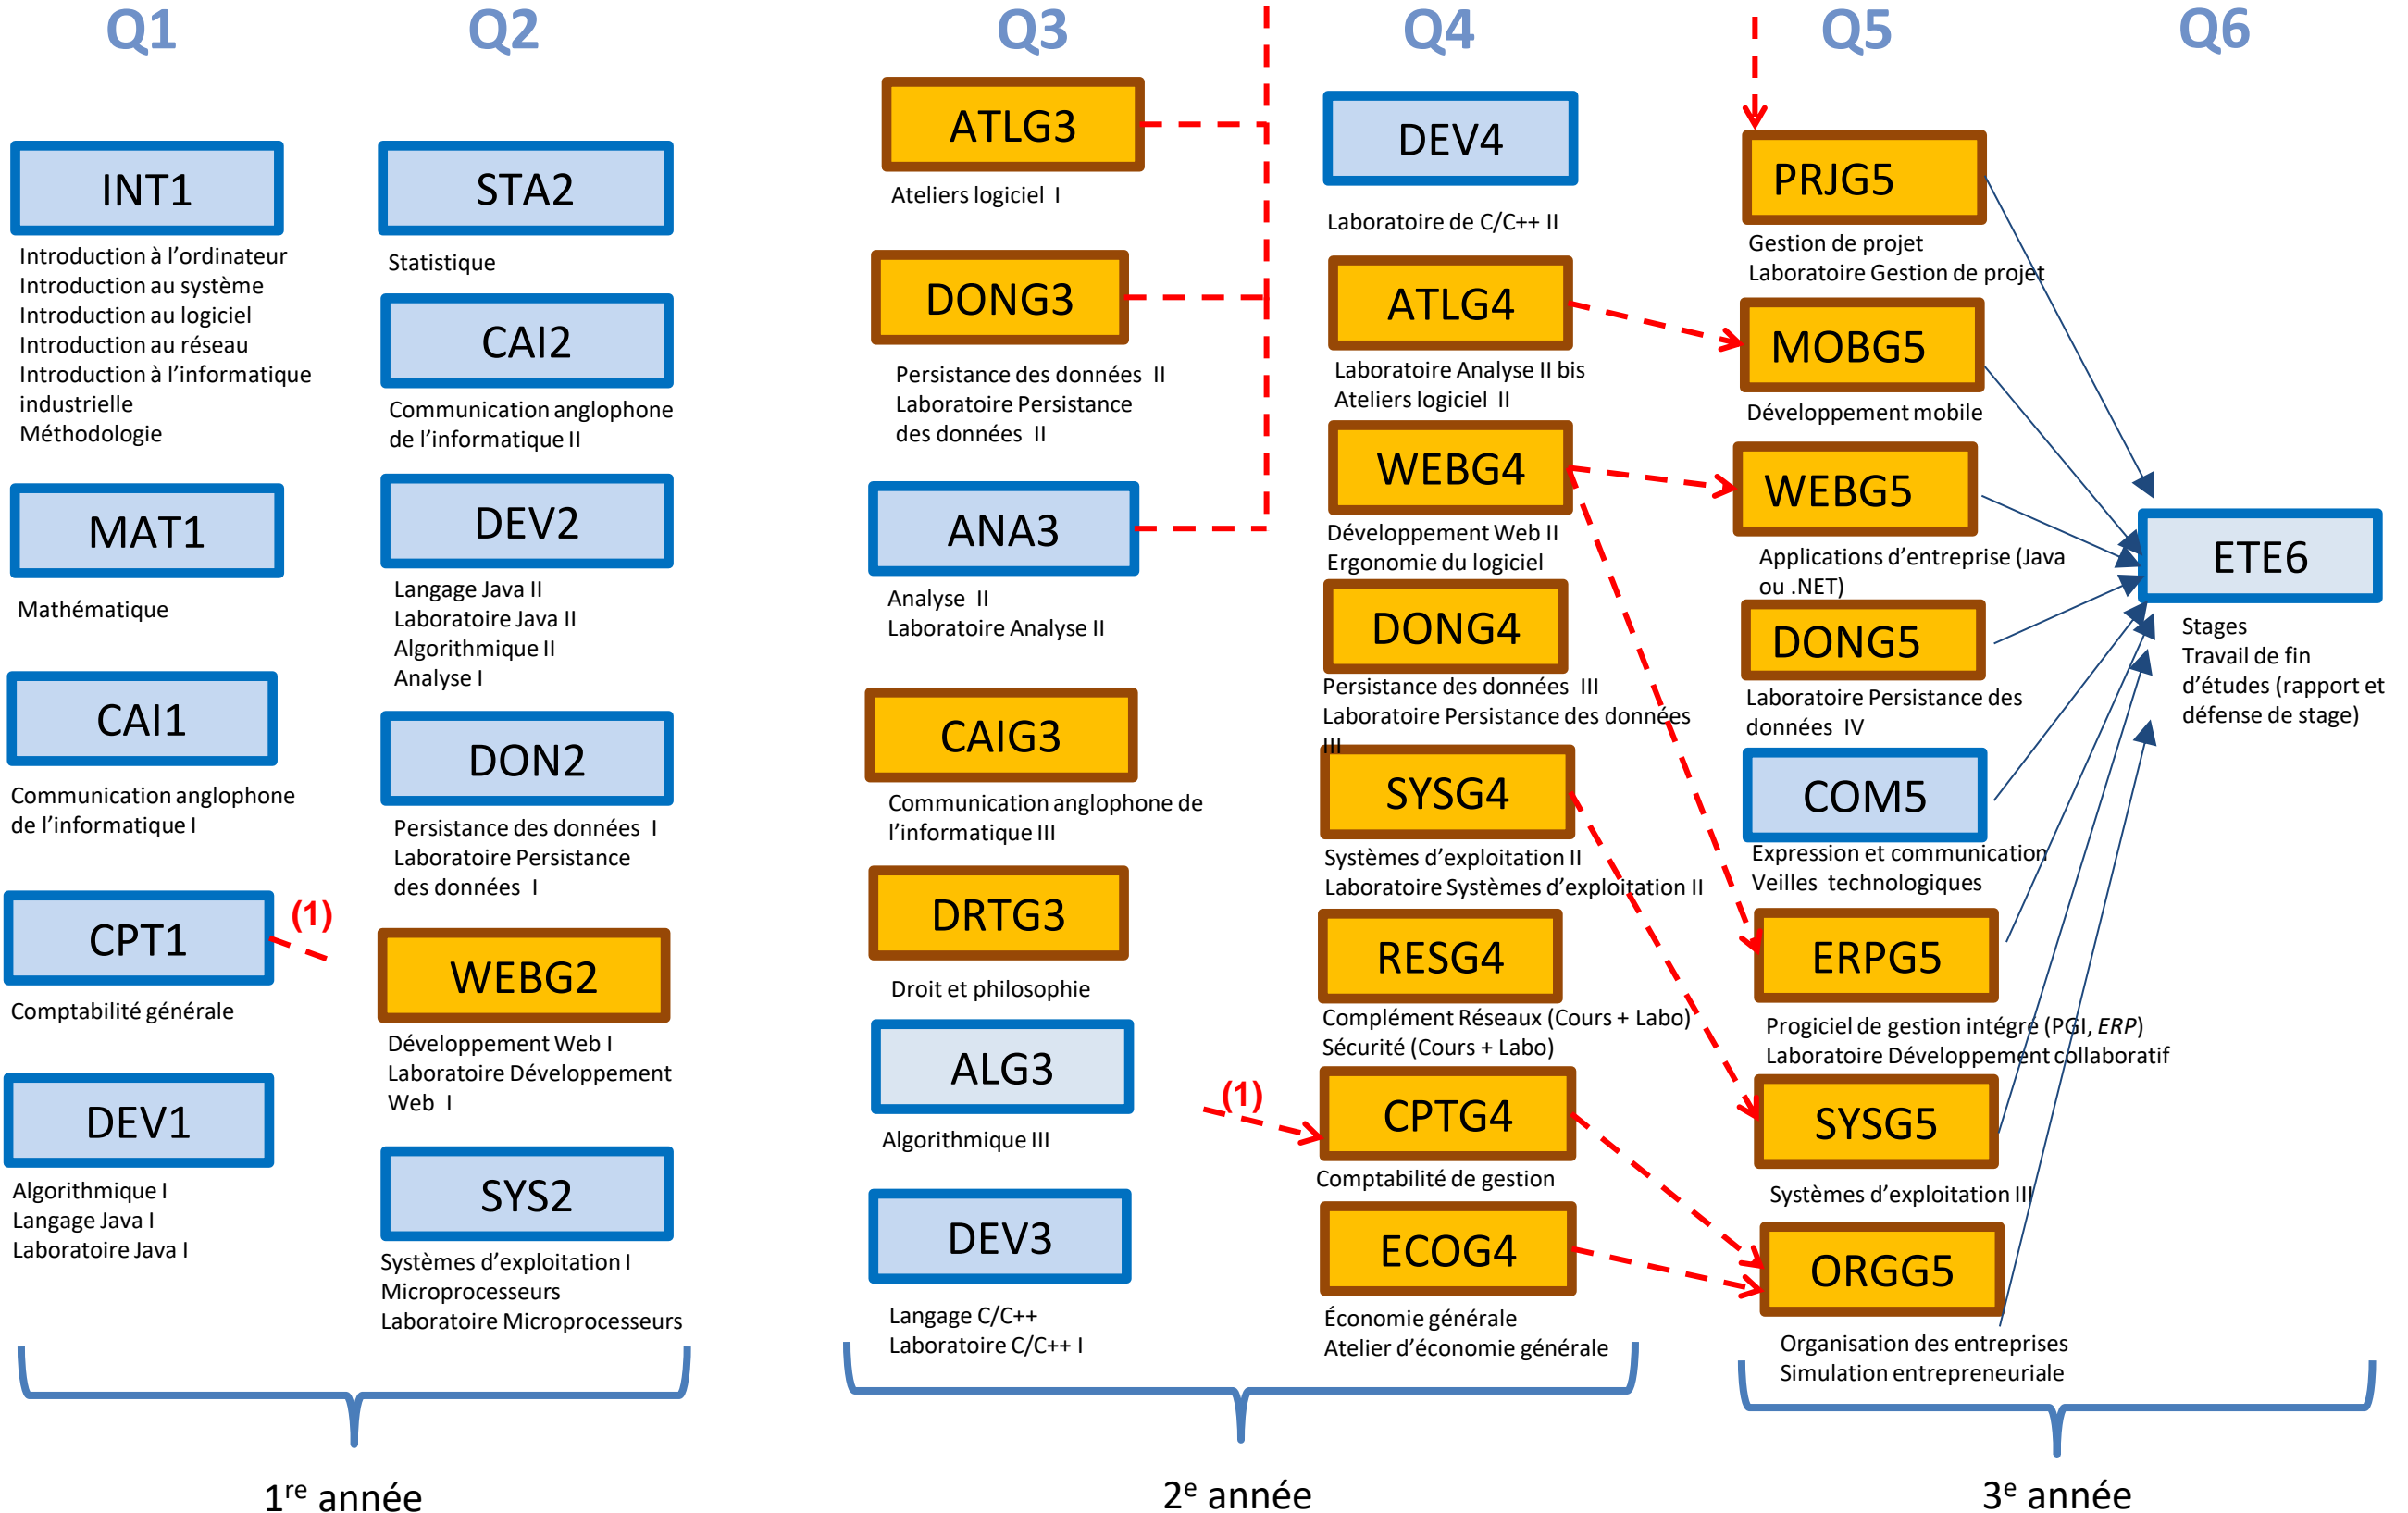 Q1
Q2
Q3
Q4
Q5
Q6
INT1
Introduction à l’ordinateur
Introduction au système
Introduction au logiciel
Introduction au réseau
Introduction à l’informatique
industrielle
Méthodologie
MAT1
Mathématique
CAI1
Communication anglophone
de l’informatique I
CPT1
(1)
Comptabilité générale
DEV1
Algorithmique I
Langage Java I
Laboratoire Java I
STA2
Statistique
CAI2
Communication anglophone
de l’informatique II
DEV2
Langage Java II
Laboratoire Java II
Algorithmique II
Analyse I
DON2
Persistance des données I
Laboratoire Persistance
des données I
WEBG2
Développement Web I
Laboratoire Développement
Web I
SYS2
Systèmes d’exploitation I
Microprocesseurs
Laboratoire Microprocesseurs
1re année
ATLG3
Ateliers logiciel I
DONG3
Persistance des données II
Laboratoire Persistance
des données II
ANA3
Analyse II
Laboratoire Analyse II
CAIG3
Communication anglophone de
l’informatique III
DRTG3
Droit et philosophie
ALG3
Algorithmique III
DEV3
Langage C/C++
Laboratoire C/C++ I
DEV4
Laboratoire de C/C++ II
ATLG4
Laboratoire Analyse II bis
Ateliers logiciel II
WEBG4
Développement Web II
Ergonomie du logiciel
DONG4
Persistance des données III
Laboratoire Persistance des données
III
SYSG4
Systèmes d’exploitation II
Laboratoire Systèmes d’exploitation II
RESG4
Complément Réseaux (Cours + Labo)
Sécurité (Cours + Labo)
(1)
CPTG4
Comptabilité de gestion
ECOG4
Économie générale
Atelier d’économie générale
2e année
PRJG5
Gestion de projet
Laboratoire Gestion de projet
MOBG5
Développement mobile
WEBG5
Applications d’entreprise (Java
ou .NET)
DONG5
Laboratoire Persistance des
données IV
COM5
Expression et communication
Veilles technologiques
ERPG5
Progiciel de gestion intégré (PGI, ERP)
Laboratoire Développement collaboratif
SYSG5
Systèmes d’exploitation III
ORGG5
Organisation des entreprises
Simulation entrepreneuriale
ETE6
Stages
Travail de fin
d’études (rapport et
défense de stage)
3e année